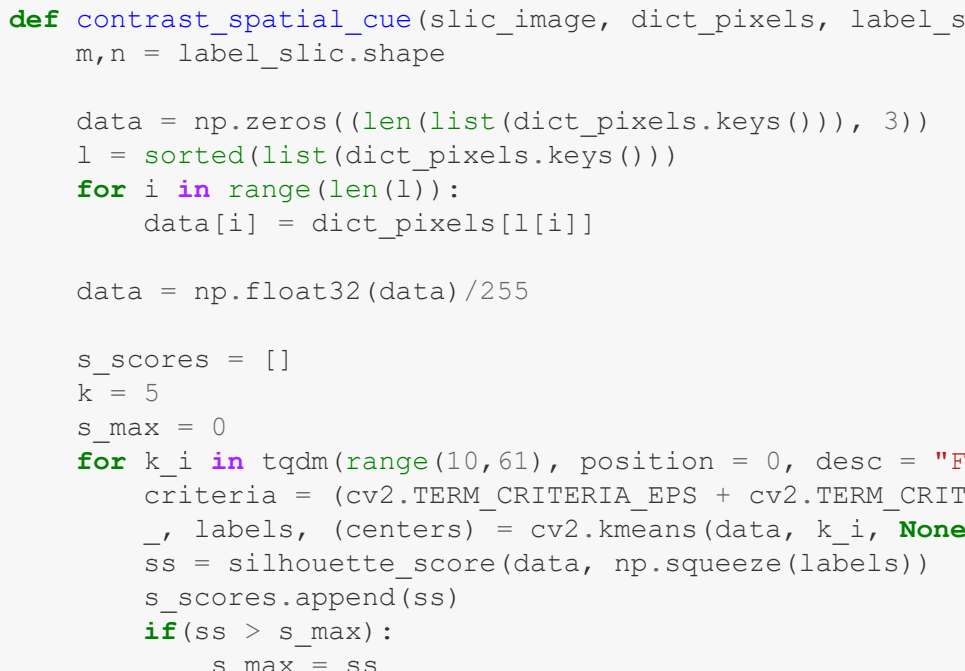 def contrast_spatial_cue(slic_image, dict_pixels, label_s
    m,n = label_slic.shape

    data = np.zeros((len(list(dict_pixels.keys())), 3))
    l = sorted(list(dict_pixels.keys()))
    for i in range(len(l)):
        data[i] = dict_pixels[l[i]]

    data = np.float32(data)/255

    s_scores = []
    k = 5
    s_max = 0
    for k_i in tqdm(range(10,61), position = 0, desc = "F
        criteria = (cv2.TERM_CRITERIA_EPS + cv2.TERM_CRIT
        _, labels, (centers) = cv2.kmeans(data, k_i, None
        ss = silhouette_score(data, np.squeeze(labels))
        s_scores.append(ss)
        if(ss > s_max):
            s_max = ss